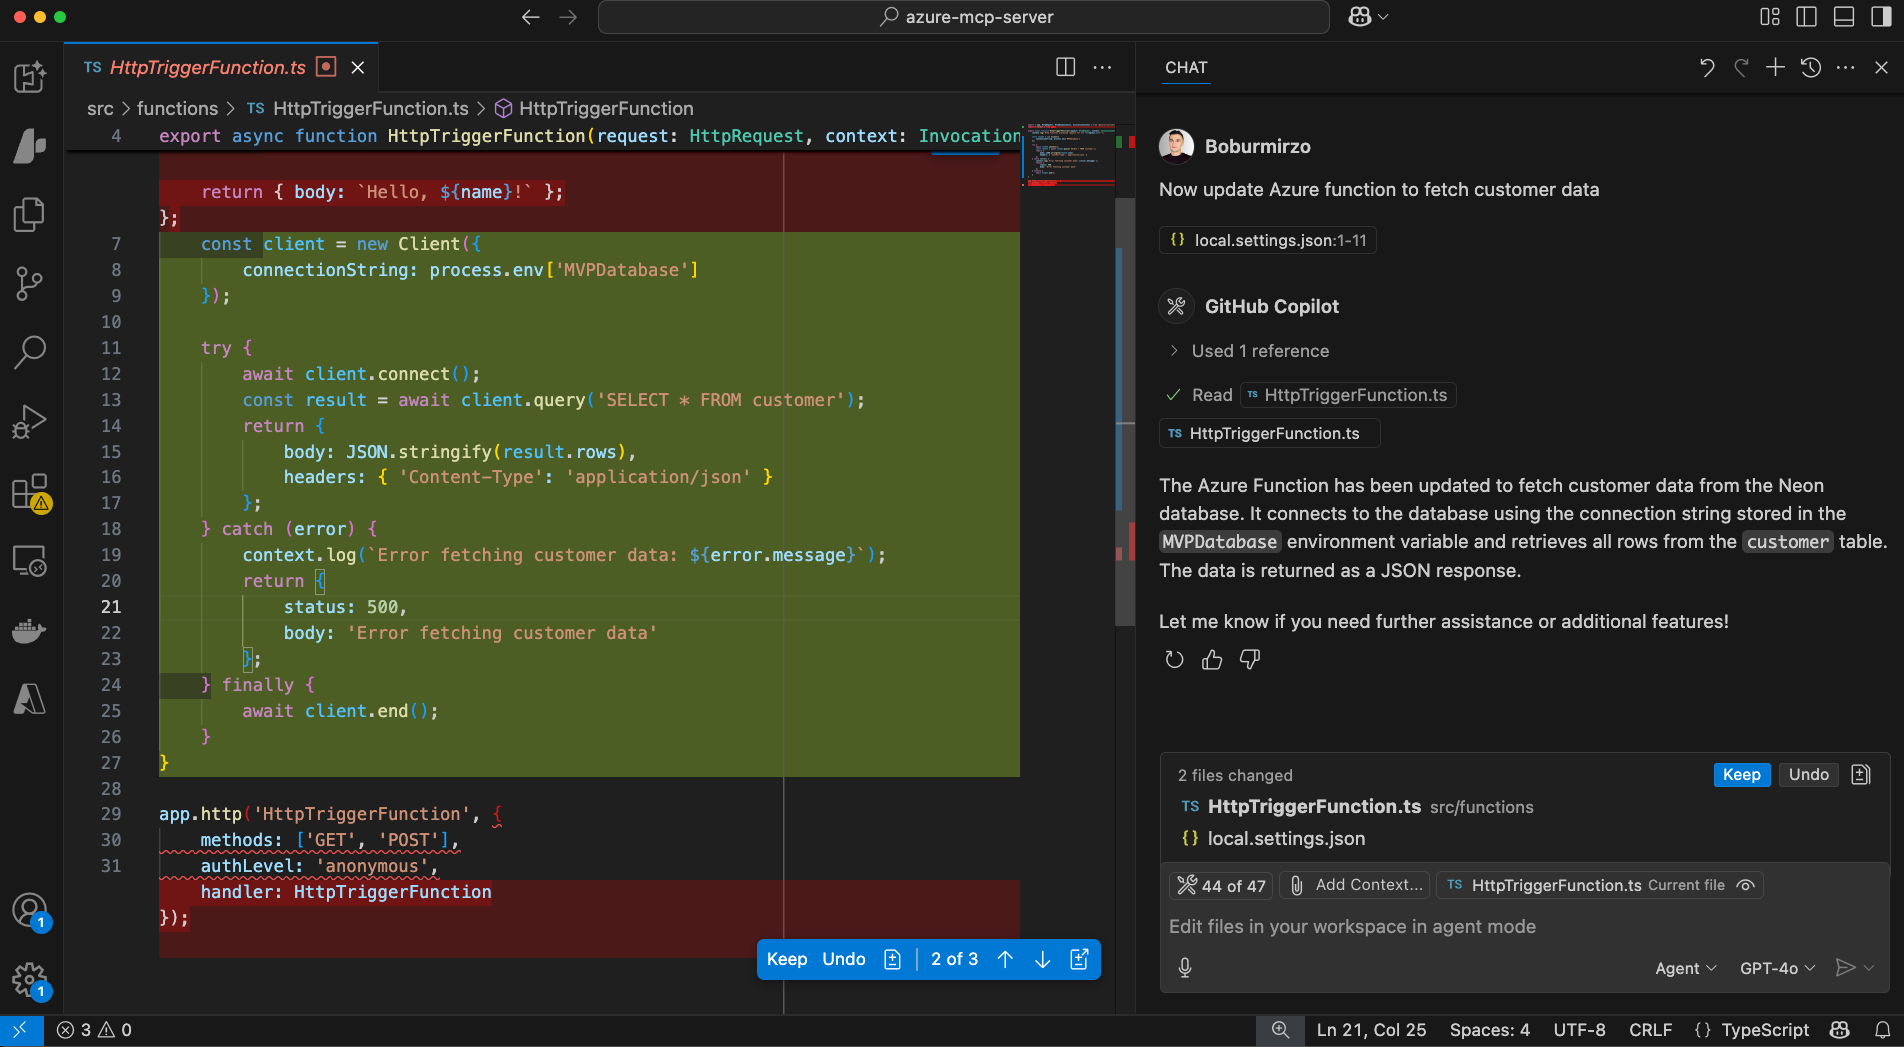 azure-mcp-server
TS HttpTriggerFunction.ts
src > functions > TS HttpTriggerFunction.ts > HttpTriggerFunction
4 export async function HttpTriggerFunction(request: HttpRequest, context: Invocation
return { body: `Hello, ${name}!` };
};
7 const client = new Client({
8 connectionString: process.env['MVPDatabase']
9 });
10
11 try {
12 await client.connect();
13 const result = await client.query('SELECT * FROM customer');
14 return {
15 body: JSON.stringify(result.rows),
16 headers: { 'Content-Type': 'application/json' }
17 };
18 } catch (error) {
19 context.log(`Error fetching customer data: ${error.message}`);
20 return {
21 status: 500,
22 body: 'Error fetching customer data'
23 };
24 } finally {
25 await client.end();
26 }
27 }
28
29 app.http('HttpTriggerFunction', {
30 methods: ['GET', 'POST'],
31 authLevel: 'anonymous',
handler: HttpTriggerFunction
});
Keep Undo 2 of 3
CHAT
Boburmirzo
Now update Azure function to fetch customer data
{} local.settings.json:1-11
GitHub Copilot
> Used 1 reference
✓ Read TS HttpTriggerFunction.ts
TS HttpTriggerFunction.ts
The Azure Function has been updated to fetch customer data from the Neon
database. It connects to the database using the connection string stored in the
MVPDatabase environment variable and retrieves all rows from the customer table.
The data is returned as a JSON response.
Let me know if you need further assistance or additional features!
2 files changed Keep Undo
TS HttpTriggerFunction.ts src/functions
{} local.settings.json
44 of 47 Add Context... TS HttpTriggerFunction.ts Current file
Edit files in your workspace in agent mode
Agent GPT-4o
1
1
3 0 Ln 21, Col 25 Spaces: 4 UTF-8 CRLF {} TypeScript